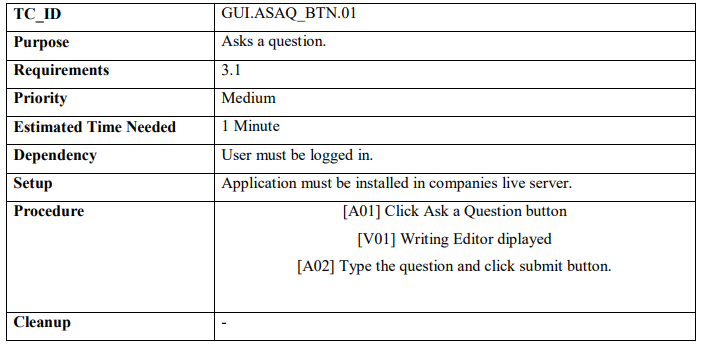 TC_ID GUI.ASAQ_BTN.01
Purpose Asks a question.
Requirements 3.1
Priority Medium
Estimated Time Needed 1 Minute
Dependency User must be logged in.
Setup Application must be installed in companies live server.
Procedure [A01] Click Ask a Question button
[V01] Writing Editor diplayed
[A02] Type the question and click submit button.
Cleanup -